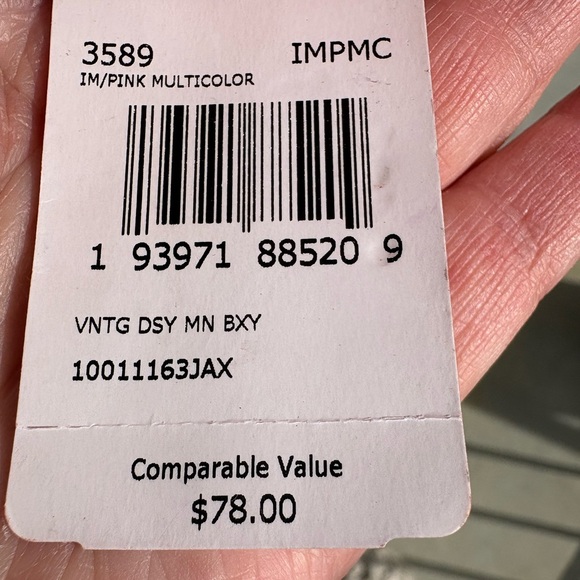 3589 IMPMC
IM/PINK MULTICOLOR
1 93971 88520 9
VNTG DSY MN BXY
10011163JAX
Comparable Value
$78.00